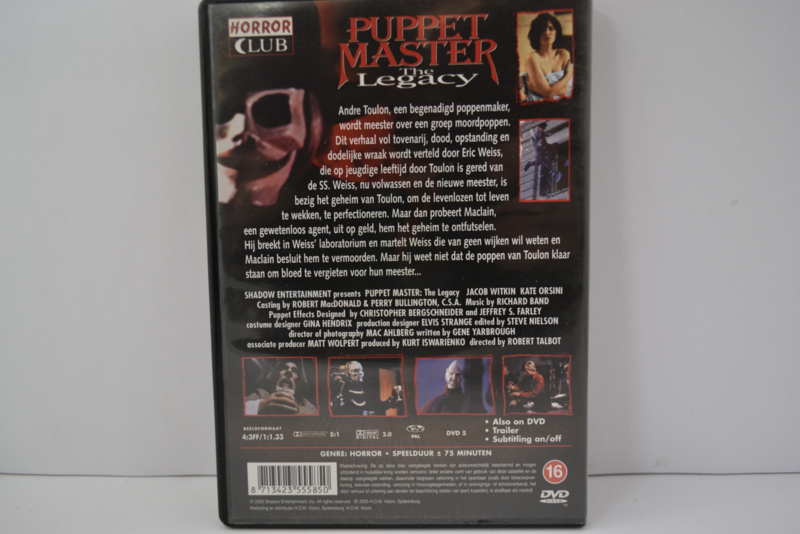 HORROR
CLUB
PUPPET
MASTER
The
Legacy
Andre Toulon, een begenadigd poppenmaker,
wordt meester over een groep moordpoppen.
Dit verhaal vol tovenarij, dood, opstanding en
dodelijke wraak wordt verteld door Eric Weiss,
die op jeugdige leeftijd door Toulon is gered van
de SS. Weiss, nu volwassen en de nieuwe meester, is
bezig het geheim van Toulon, om de levenlozen tot leven
te wekken, te perfectioneren. Maar dan probeert Maclain,
een gewetenloos agent, uit op geld, hem het geheim te ontfutselen.
Hij breekt in Weiss' laboratorium en martelt Weiss die van geen wijken wil weten en
Maclain besluit hem te vermoorden. Maar hij weet niet dat de poppen van Toulon klaar
staan om bloed te vergieten voor hun meester...
SHADOW ENTERTAINMENT presents PUPPET MASTER: The Legacy JACOB WITKIN KATE ORSINI
Casting by ROBERT MacDONALD & PERRY BULLINGTON, C.S.A. Music by RICHARD BAND
Puppet Effects Designed by CHRISTOPHER BERGSCHNEIDER and JEFFREY S. FARLEY
costume designer GINA HENDRIX production designer ELVIS STRANGE edited by STEVE NIELSON
director of photography MAC AHLBERG written by GENE YARBROUGH
associate producer MATT WOLPERT produced by KURT ISWARIENKO directed by ROBERT TALBOT
BEELDFORMAAT
4:3FF/1:1.33 5:1 DOLBY DIGITAL 2.0 PAL DVD 5
• Also on DVD
• Trailer
• Subtitling on/off
GENRE: HORROR • SPEELDUUR ± 75 MINUTEN
8 713423 555850
16
DVD